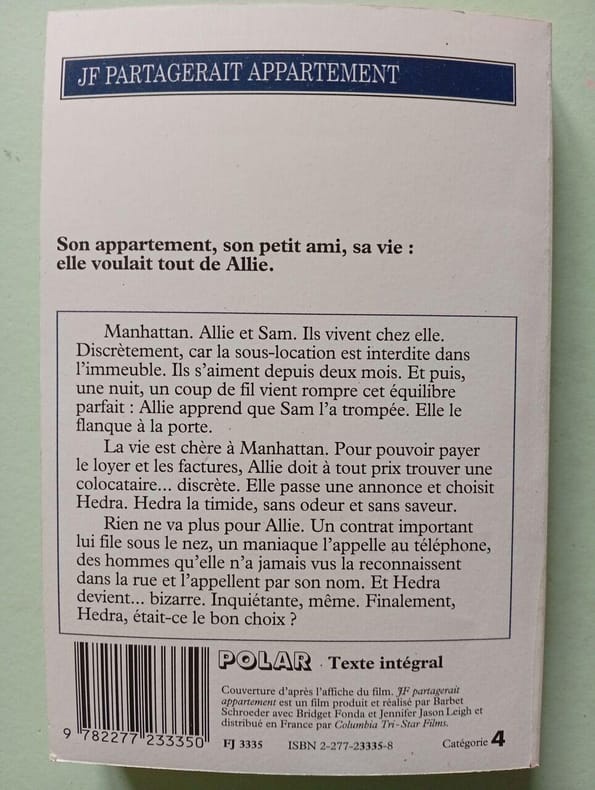 JF PARTAGERAIT APPARTEMENT
Son appartement, son petit ami, sa vie :
elle voulait tout de Allie.
Manhattan. Allie et Sam. Ils vivent chez elle.
Discrètement, car la sous-location est interdite dans
l'immeuble. Ils s'aiment depuis deux mois. Et puis,
une nuit, un coup de fil vient rompre cet équilibre
parfait : Allie apprend que Sam l'a trompée. Elle le
flanque à la porte.
La vie est chère à Manhattan. Pour pouvoir payer
le loyer et les factures, Allie doit à tout prix trouver une
colocataire... discrète. Elle passe une annonce et choisit
Hedra. Hedra la timide, sans odeur et sans saveur.
Rien ne va plus pour Allie. Un contrat important
lui file sous le nez, un maniaque l'appelle au téléphone,
des hommes qu'elle n'a jamais vus la reconnaissent
dans la rue et l'appellent par son nom. Et Hedra
devient... bizarre. Inquiétante, même. Finalement,
Hedra, était-ce le bon choix ?
POLAR · Texte intégral
Couverture d'après l'affiche du film. JF partagerait
appartement est un film produit et réalisé par Barbet
Schroeder avec Bridget Fonda et Jennifer Jason Leigh et
distribué en France par Columbia Tri-Star Films.
9 782277 233350
FJ 3335 ISBN 2-277-23335-8 Catégorie 4